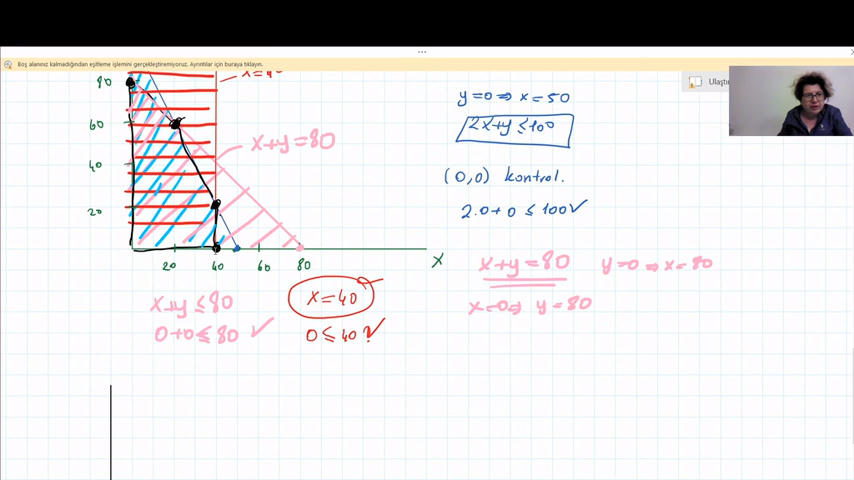 Boş alanınız kalmadığından eşitleme işlemini gerçekleştiremiyoruz. Ayrıntılar için buraya tıklayın.
Ulaştır
80
60
40
20
20 40 60 80
X
x+y=80
y=0 ⇒ x=50
2x+y≤100
(0,0) kontrol.
2.0+0 ≤ 100✓
x+y=80 y=0 ⇒ x=80
x=0 ⇒ y=80
x+y≤80
0+0≤80 ✓
x=40
0≤40 ✓